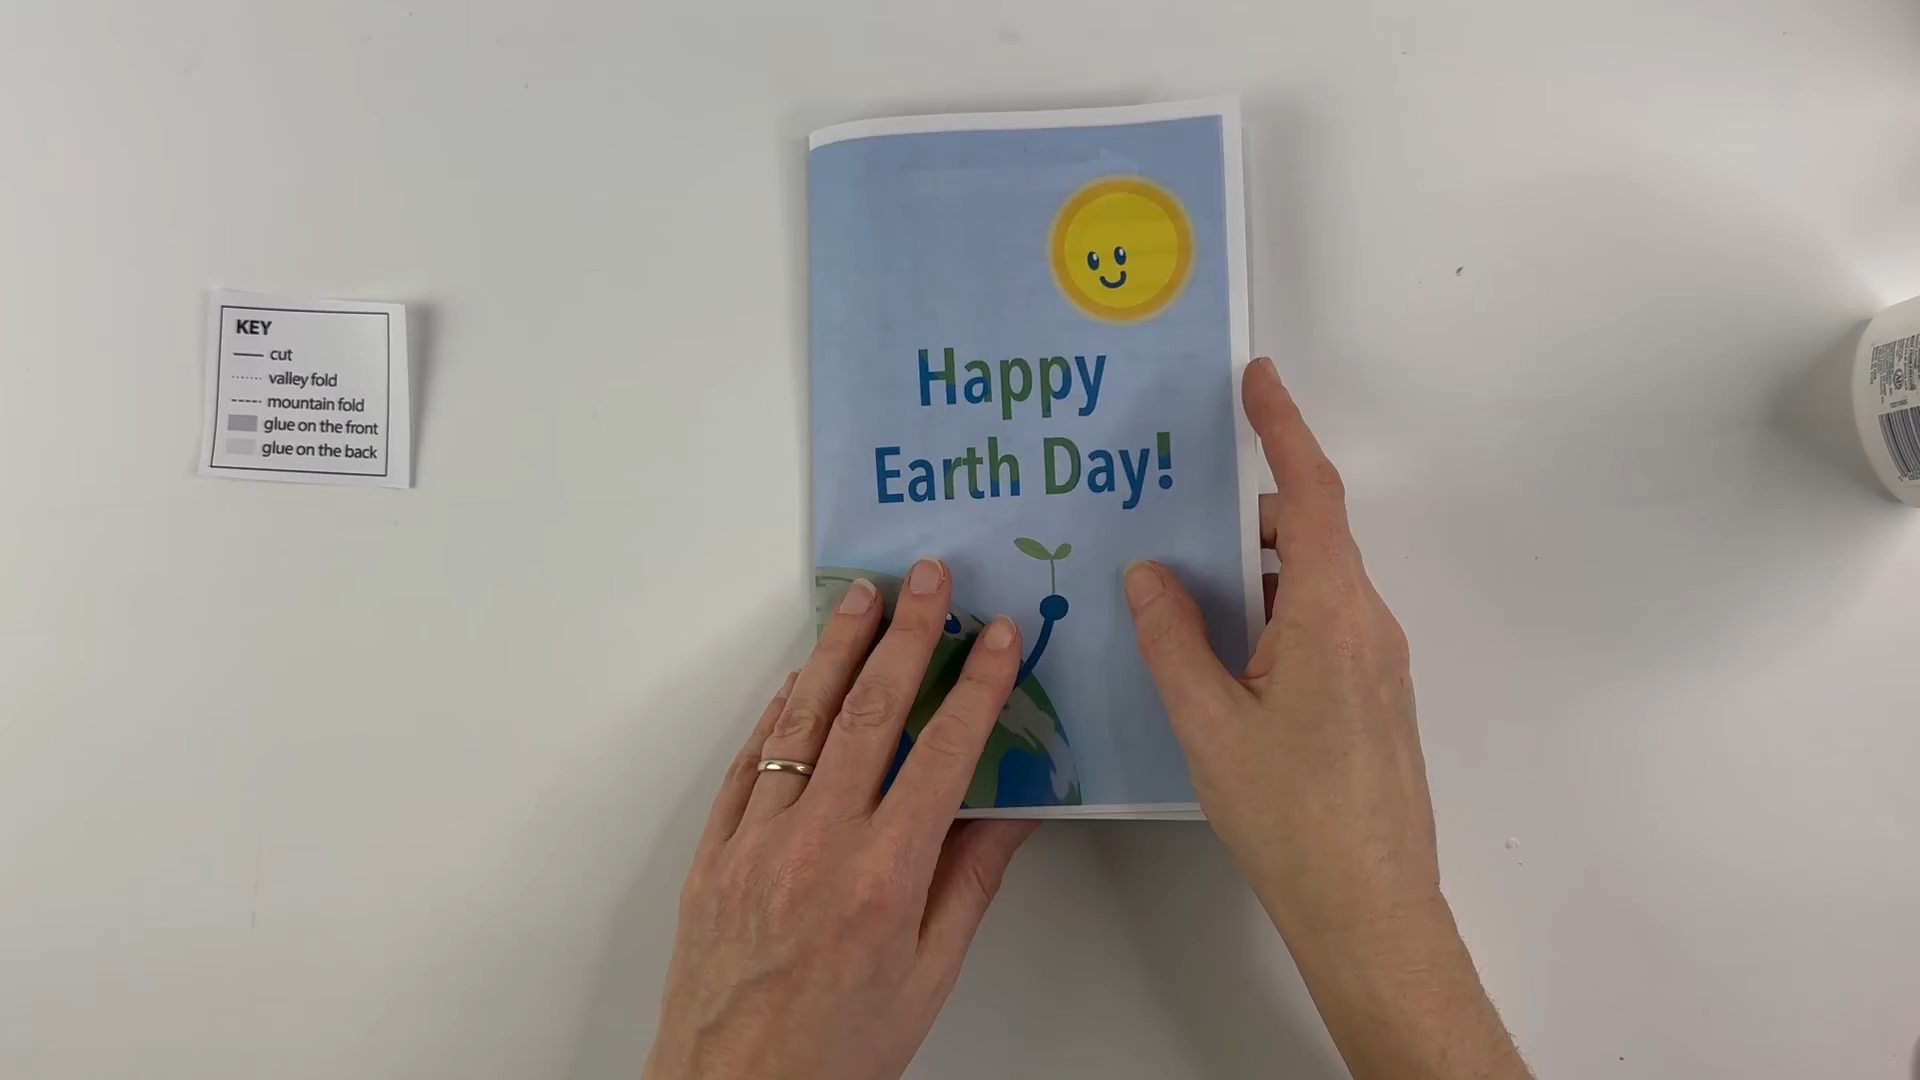 KEY
cut
valley fold
mountain fold
glue on the front
glue on the back
Happy
Earth Day!